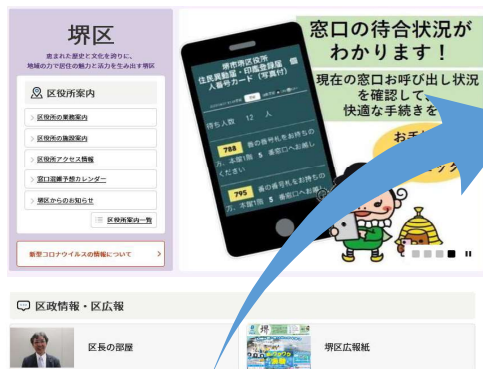 堺区
恵まれた歴史と文化を誇りに、
地域の力で居住の魅力と活力を生み出す堺区
区役所案内
区役所の業務案内
区役所の施設案内
区役所アクセス情報
窓口混雑予想カレンダー
堺区からのお知らせ
区役所案内一覧
新型コロナウイルスの情報について
窓口の待合状況が
わかります！
現在の窓口お呼び出し状況
を確認して、
快適な手続きを
堺市堺区役所
住民異動届・印鑑登録届
人番号カード（写真付）
待ち人数 12 人
788 番の番号札をお持ちの
方、本館1階 5 番窓口へお越し
ください
795 番の番号札をお持ちの
方、本館1階 5 番窓口へお越し
区政情報・区広報
区長の部屋
堺区広報紙